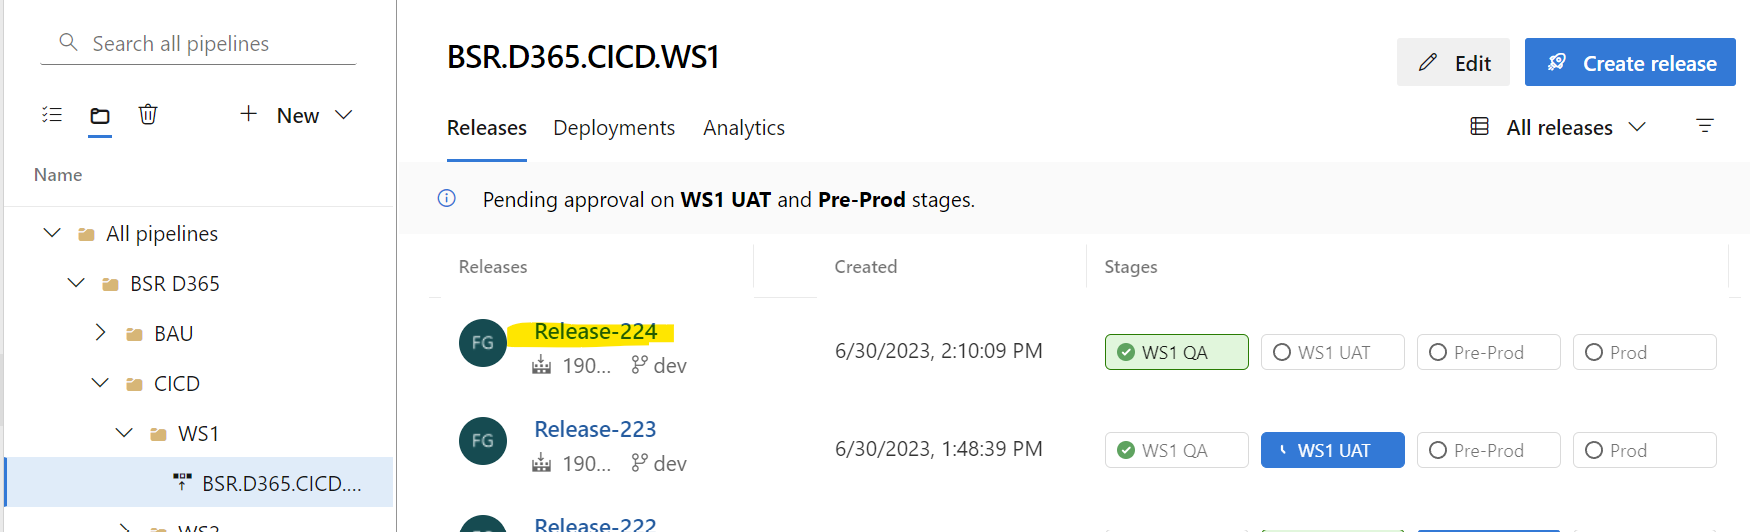 Search all pipelines
New
Name
All pipelines
BSR D365
BAU
CICD
WS1
BSR.D365.CICD....
WS2
BSR.D365.CICD.WS1
Edit
Create release
Releases Deployments Analytics
All releases
Pending approval on WS1 UAT and Pre-Prod stages.
Releases Created Stages
FG Release-224 6/30/2023, 2:10:09 PM WS1 QA WS1 UAT Pre-Prod Prod
190... dev
FG Release-223 6/30/2023, 1:48:39 PM WS1 QA WS1 UAT Pre-Prod Prod
190... dev
Release-222